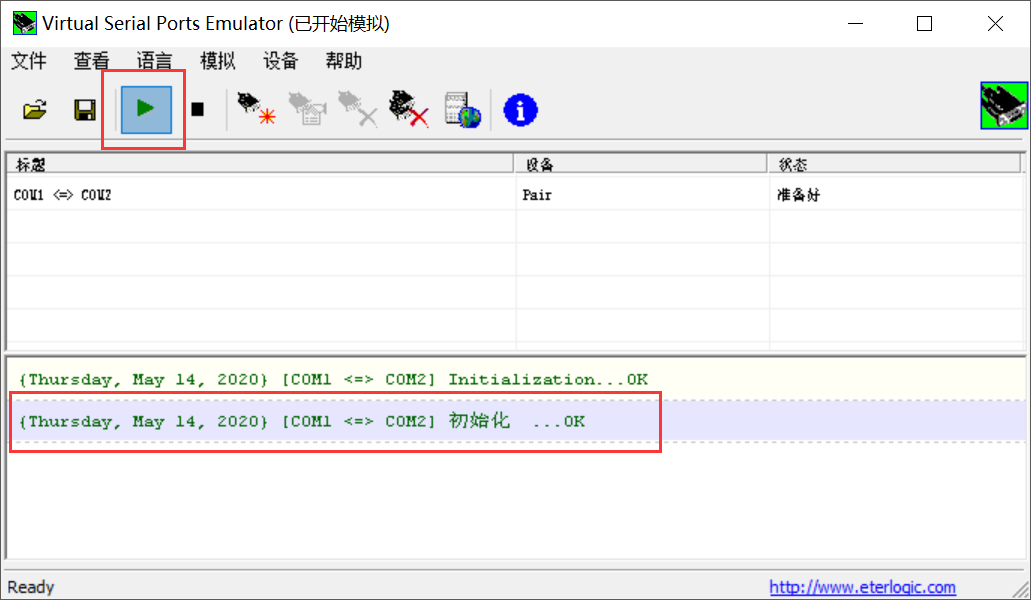 Virtual Serial Ports Emulator (已开始模拟)
文件 查看 语言 模拟 设备 帮助
标题 设备 状态
COM1 <=> COM2 Pair 准备好
{Thursday, May 14, 2020} [COM1 <=> COM2] Initialization...OK
{Thursday, May 14, 2020} [COM1 <=> COM2] 初始化 ...OK
Ready http://www.eterlogic.com